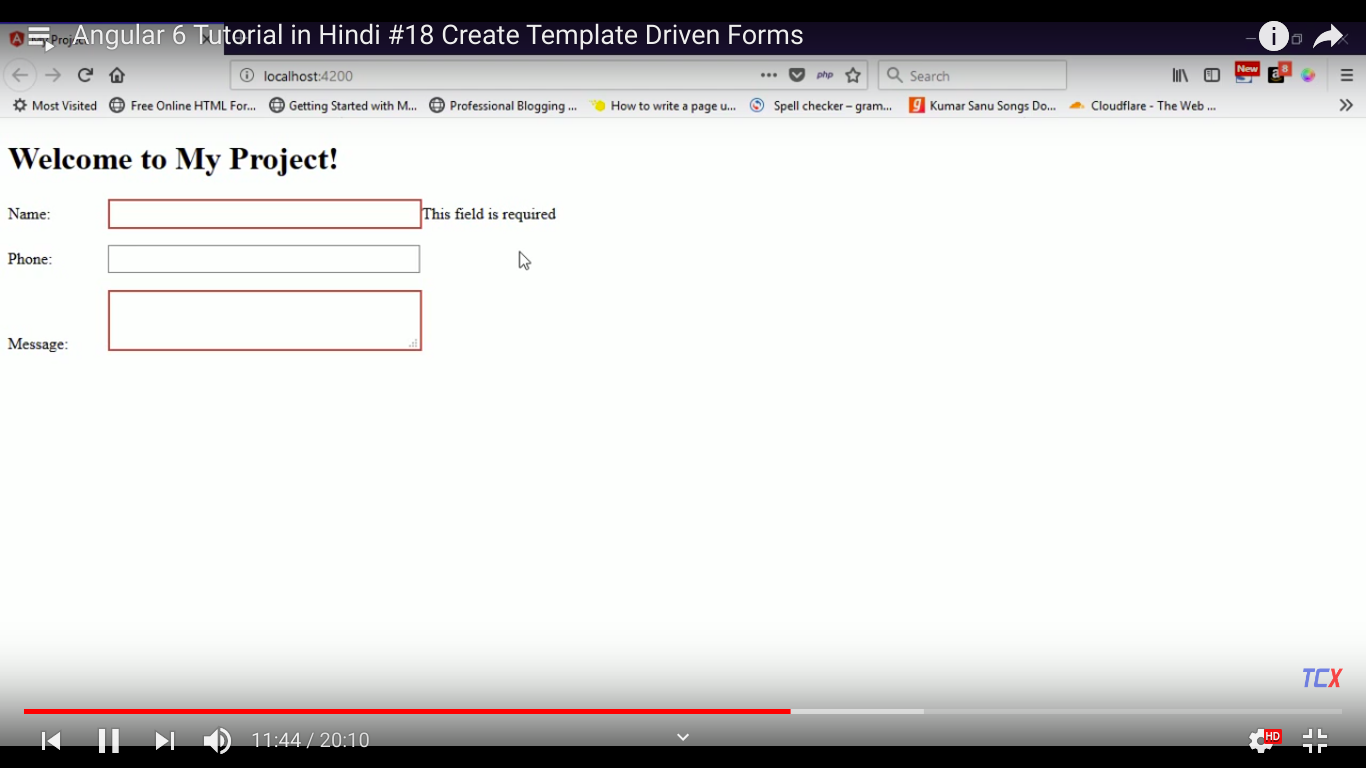 Angular 6 Tutorial in Hindi #18 Create Template Driven Forms
localhost:4200
php
Search
New
a 8
Most Visited
Free Online HTML For...
Getting Started with M...
Professional Blogging ...
How to write a page u...
Spell checker – gram...
g Kumar Sanu Songs Do...
Cloudflare - The Web ...
Welcome to My Project!
Name:
This field is required
Phone:
Message:
TCX
11:44 / 20:10
HD